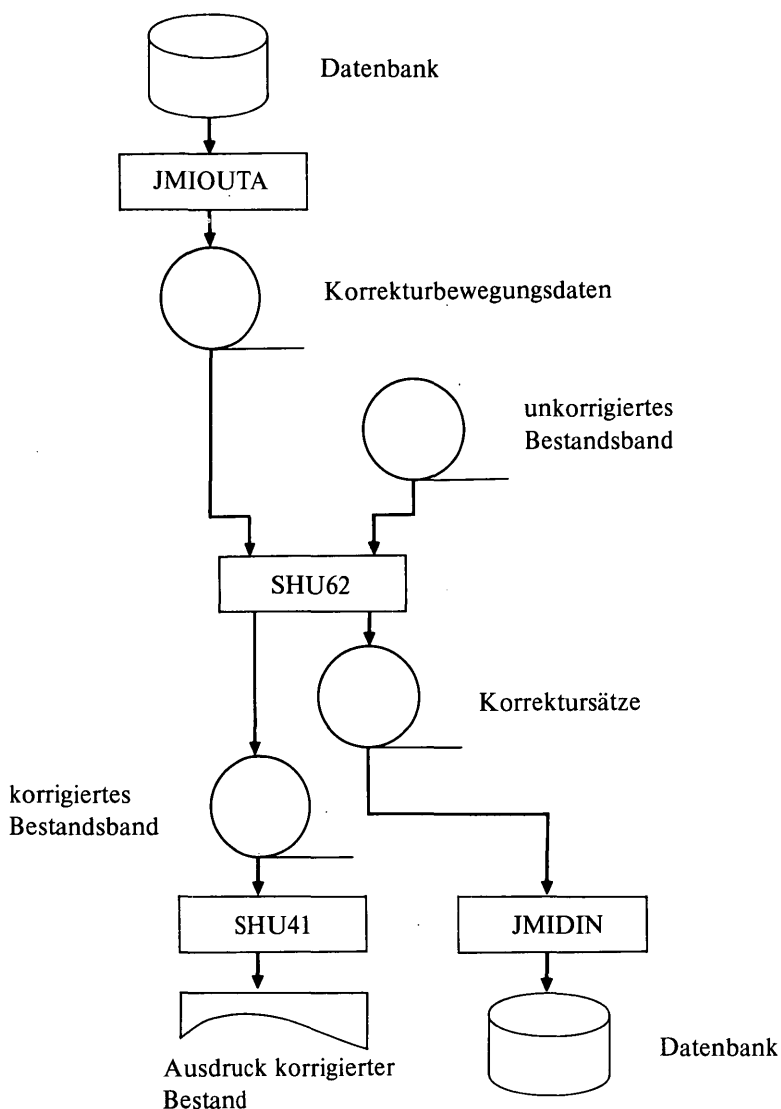 Datenbank
JMIOUTA
Korrekturbewegungsdaten
unkorrigiertes
Bestandsband
SHU62
Korrektursätze
korrigiertes
Bestandsband
SHU41
JMIDIN
Ausdruck korrigierter
Bestand
Datenbank